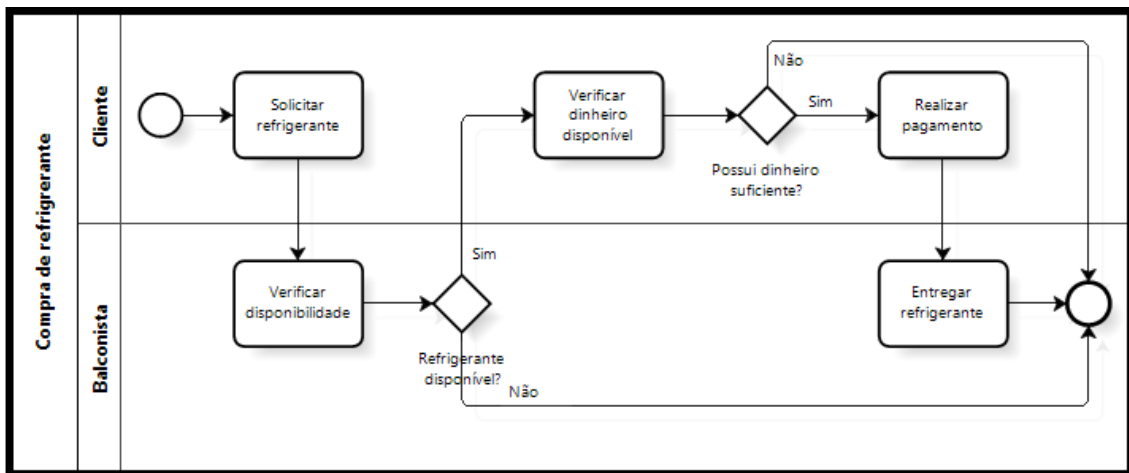 Compra de refrigrerante
Cliente
Solicitar
refrigerante
Verificar
dinheiro
disponível
Não
Sim
Possui dinheiro
suficiente?
Realizar
pagamento
Balconista
Verificar
disponibilidade
Sim
Refrigerante
disponível?
Não
Entregar
refrigerante